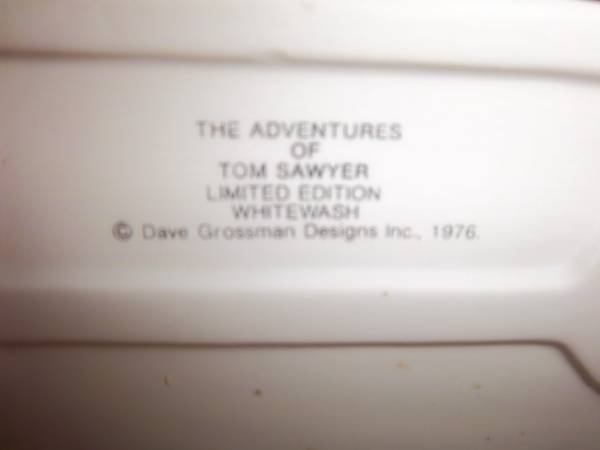 THE ADVENTURES
OF
TOM SAWYER
LIMITED EDITION
WHITEWASH
© Dave Grossman Designs Inc., 1976.